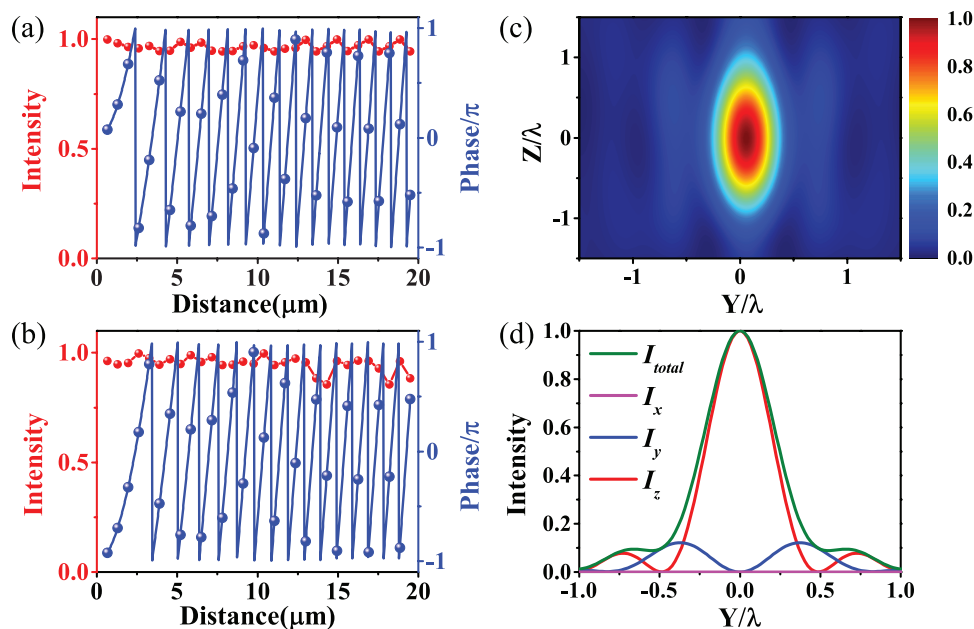 (a)
1.0
0.5
0.0
Intensity
1
0
-1
Phase/π
0 5 10 15 20
Distance(μm)
(c)
1
0
-1
Z/λ
-1 0 1
Y/λ
1.0
0.8
0.6
0.4
0.2
0.0
(b)
1.0
0.5
0.0
Intensity
1
0
-1
Phase/π
0 5 10 15 20
Distance(μm)
(d)
1.0
0.8
0.6
0.4
0.2
0.0
Intensity
I_total
I_x
I_y
I_z
-1.0 -0.5 0.0 0.5 1.0
Y/λ